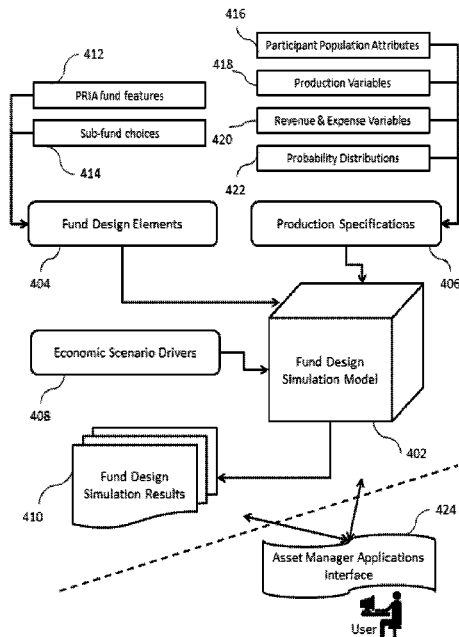 416
Participant Population Attributes
412
418
PRIA fund features
Production Variables
Sub-fund choices
420
Revenue & Expense Variables
414
Probability Distributions
422
Fund Design Elements
Production Specifications
404
406
Economic Scenario Drivers
Fund Design
Simulation Model
408
402
Fund Design
Simulation Results
410
424
Asset Manager Applications
Interface
User